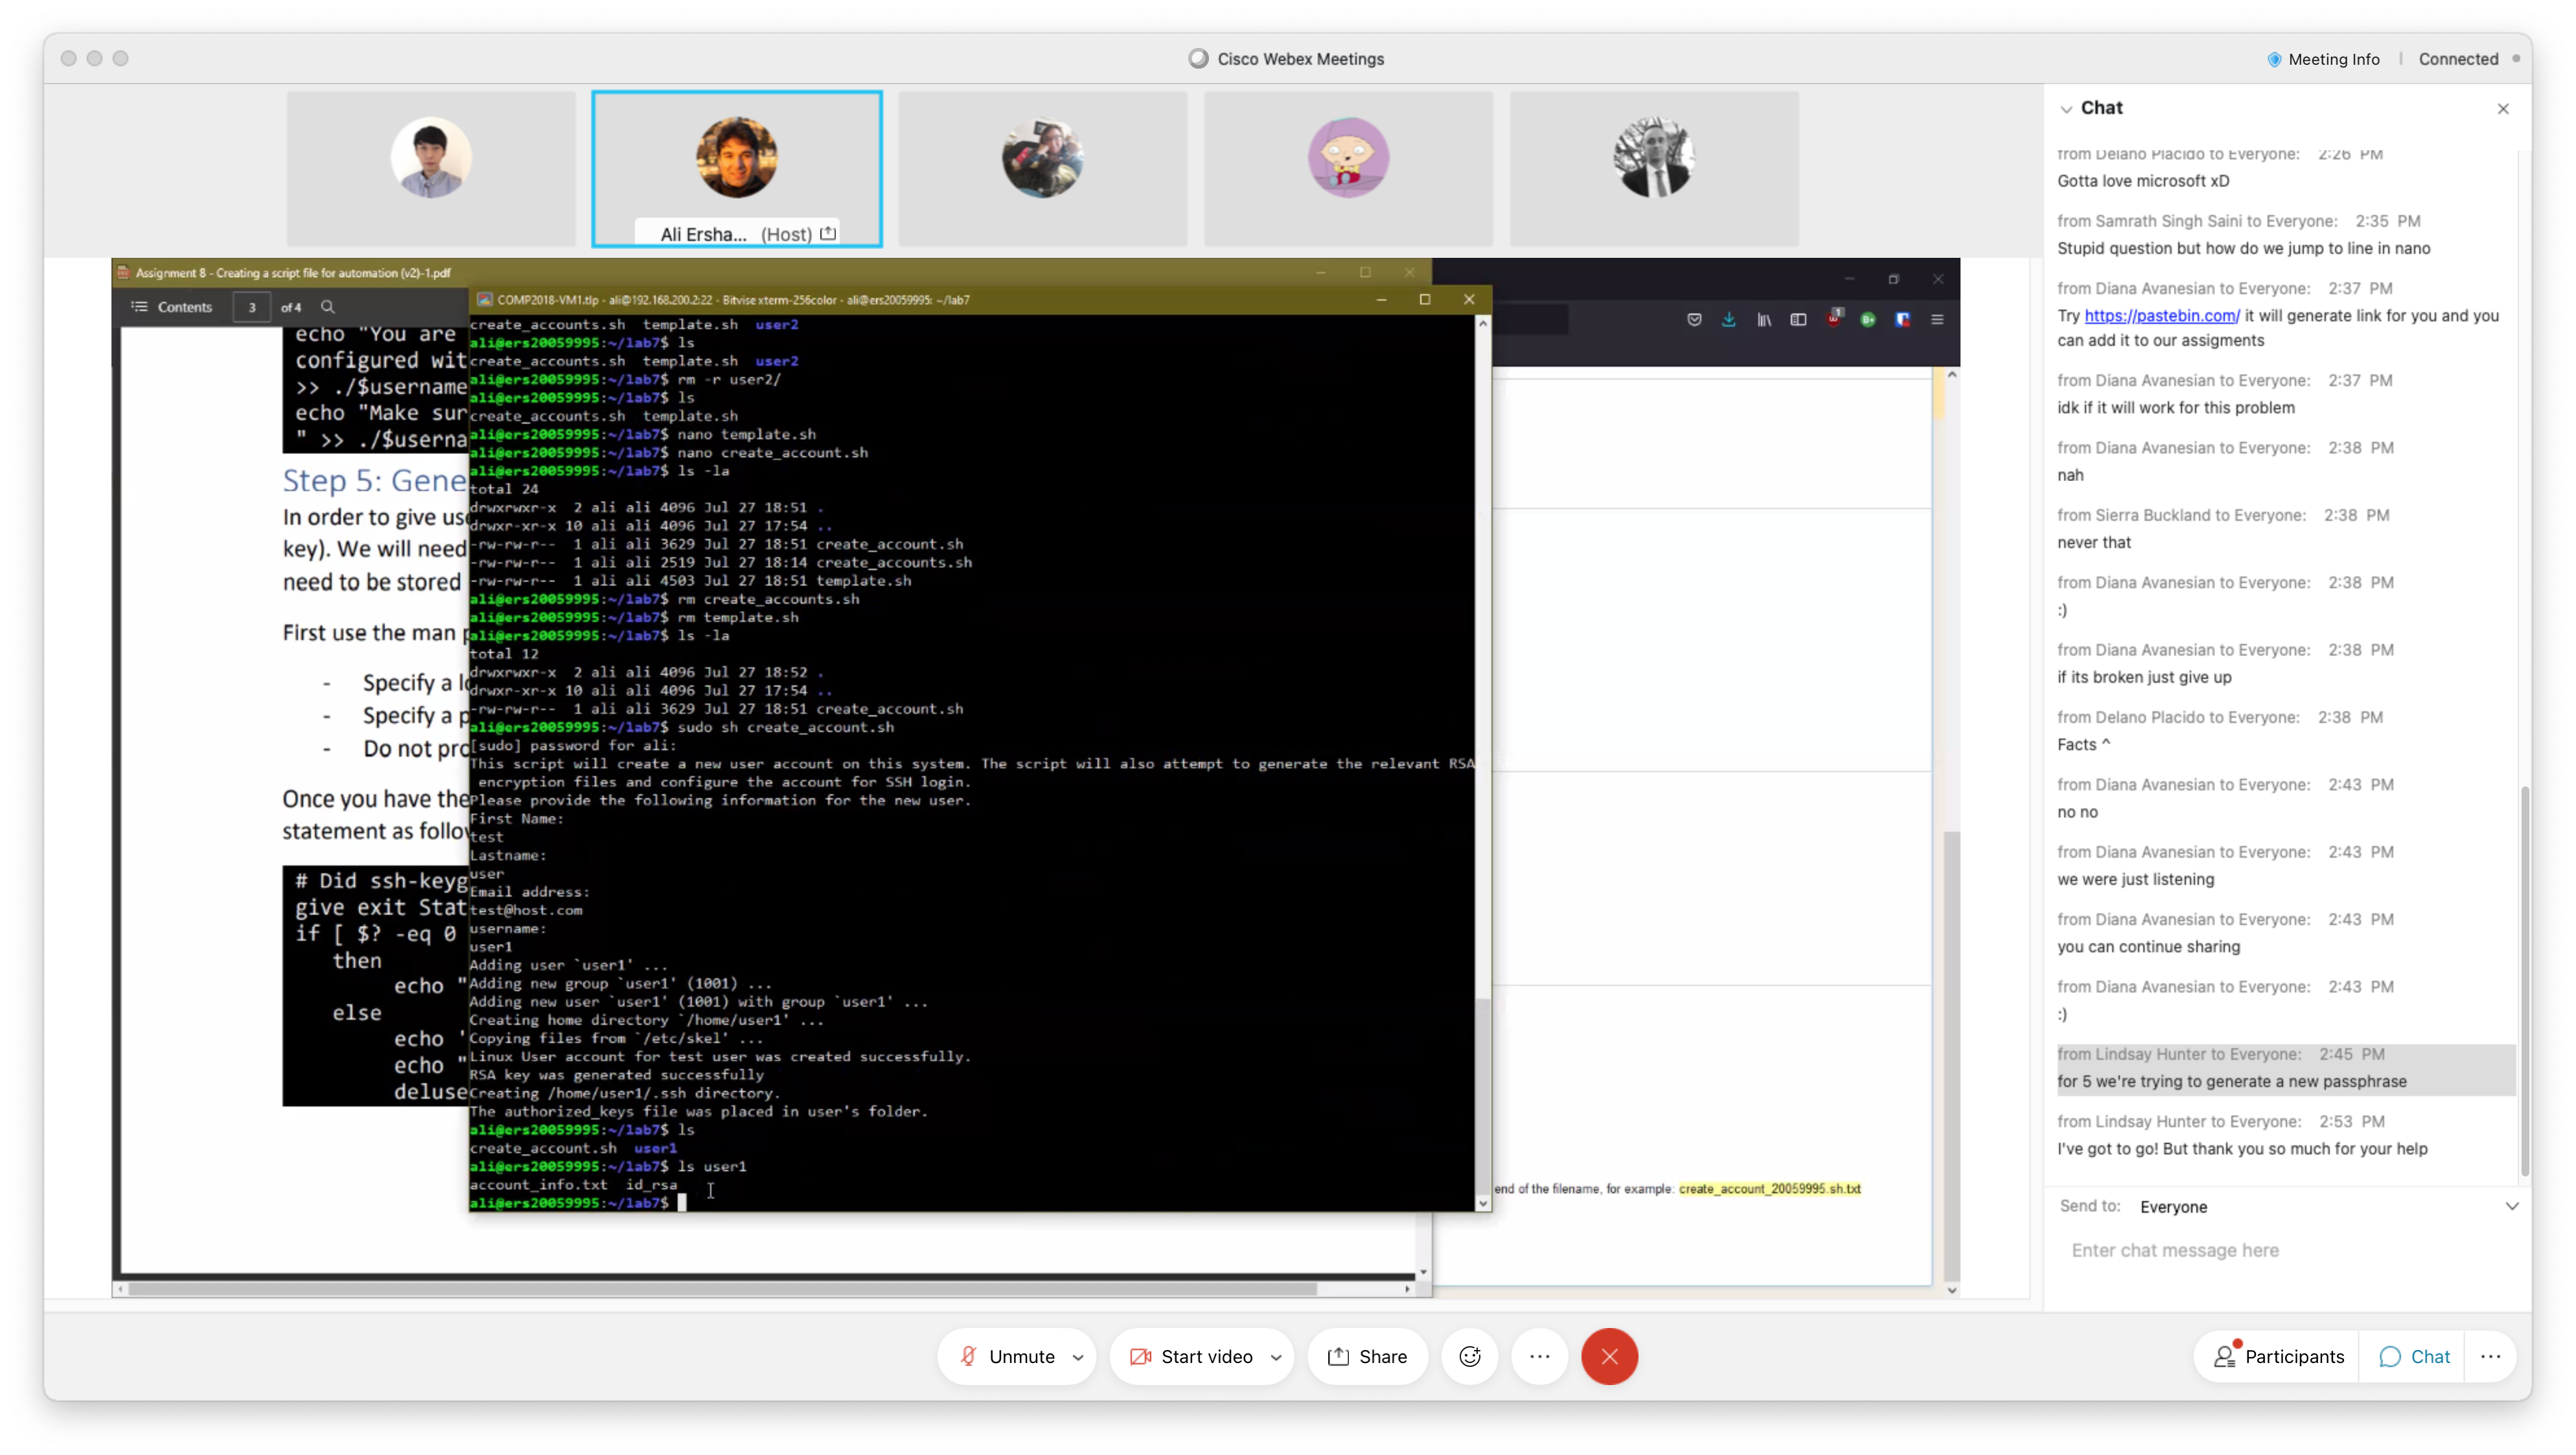 Cisco Webex Meetings
Meeting Info
Connected
Ali Ersha... (Host)
Assignment 8 - Creating a script file for automation (v2)-1.pdf
Contents
3
of 4
echo "You are
configured wit
>> ./$username
echo "Make sur
" >> ./$userna
Step 5: Gene
In order to give us
key). We will need
need to be stored
First use the man
- Specify a l
- Specify a p
- Do not pro
Once you have the
statement as follo
# Did ssh-keyg
give exit Stat
if [ $? -eq 0
then
echo "
else
echo '
echo "
deluse
COMP2018-VM1.tlp - ali@192.168.200.2:22 - Bitvise xterm-256color - ali@ers20059995: ~/lab7
create_accounts.sh template.sh user2
ali@ers20059995:~/lab7$ ls
create_accounts.sh template.sh user2
ali@ers20059995:~/lab7$ rm -r user2/
ali@ers20059995:~/lab7$ ls
create_accounts.sh template.sh
ali@ers20059995:~/lab7$ nano template.sh
ali@ers20059995:~/lab7$ nano create_account.sh
ali@ers20059995:~/lab7$ ls -la
total 24
drwxrwxr-x 2 ali ali 4096 Jul 27 18:51 .
drwxr-xr-x 10 ali ali 4096 Jul 27 17:54 ..
-rw-rw-r-- 1 ali ali 3629 Jul 27 18:51 create_account.sh
-rw-rw-r-- 1 ali ali 2519 Jul 27 18:14 create_accounts.sh
-rw-rw-r-- 1 ali ali 4503 Jul 27 18:51 template.sh
ali@ers20059995:~/lab7$ rm create_accounts.sh
ali@ers20059995:~/lab7$ rm template.sh
ali@ers20059995:~/lab7$ ls -la
total 12
drwxrwxr-x 2 ali ali 4096 Jul 27 18:52 .
drwxr-xr-x 10 ali ali 4096 Jul 27 17:54 ..
-rw-rw-r-- 1 ali ali 3629 Jul 27 18:51 create_account.sh
ali@ers20059995:~/lab7$ sudo sh create_account.sh
[sudo] password for ali:
This script will create a new user account on this system. The script will also attempt to generate the relevant RSA
encryption files and configure the account for SSH login.
Please provide the following information for the new user.
First Name:
test
Lastname:
user
Email address:
test@host.com
username:
user1
Adding user `user1' ...
Adding new group `user1' (1001) ...
Adding new user `user1' (1001) with group `user1' ...
Creating home directory `/home/user1' ...
Copying files from `/etc/skel' ...
Linux User account for test user was created successfully.
RSA key was generated successfully
Creating /home/user1/.ssh directory.
The authorized_keys file was placed in user's folder.
ali@ers20059995:~/lab7$ ls
create_account.sh user1
ali@ers20059995:~/lab7$ ls user1
account_info.txt id_rsa
ali@ers20059995:~/lab7$
1
end of the filename, for example: create_account_20059995.sh.txt
Chat
from Delano Placido to Everyone: 2:26 PM
Gotta love microsoft xD
from Samrath Singh Saini to Everyone: 2:35 PM
Stupid question but how do we jump to line in nano
from Diana Avanesian to Everyone: 2:37 PM
Try https://pastebin.com/ it will generate link for you and you
can add it to our assigments
from Diana Avanesian to Everyone: 2:37 PM
idk if it will work for this problem
from Diana Avanesian to Everyone: 2:38 PM
nah
from Sierra Buckland to Everyone: 2:38 PM
never that
from Diana Avanesian to Everyone: 2:38 PM
:)
from Diana Avanesian to Everyone: 2:38 PM
if its broken just give up
from Delano Placido to Everyone: 2:38 PM
Facts ^
from Diana Avanesian to Everyone: 2:43 PM
no no
from Diana Avanesian to Everyone: 2:43 PM
we were just listening
from Diana Avanesian to Everyone: 2:43 PM
you can continue sharing
from Diana Avanesian to Everyone: 2:43 PM
:)
from Lindsay Hunter to Everyone: 2:45 PM
for 5 we're trying to generate a new passphrase
from Lindsay Hunter to Everyone: 2:53 PM
I've got to go! But thank you so much for your help
Send to: Everyone
Enter chat message here
Unmute
Start video
Share
Participants
Chat